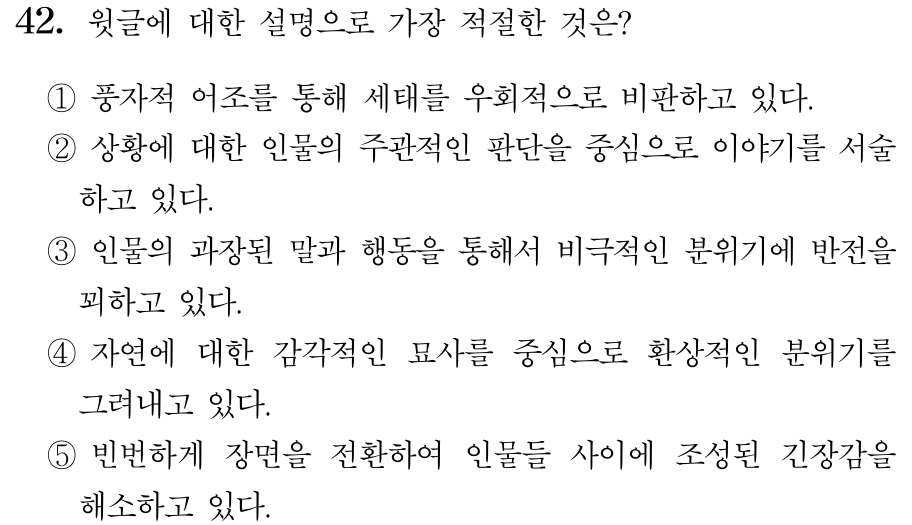 42. 윗글에 대한 설명으로 가장 적절한 것은?
① 풍자적 어조를 통해 세태를 우회적으로 비판하고 있다.
② 상황에 대한 인물의 주관적인 판단을 중심으로 이야기를 서술
하고 있다.
③ 인물의 과장된 말과 행동을 통해서 비극적인 분위기에 반전을
꾀하고 있다.
④ 자연에 대한 감각적인 묘사를 중심으로 환상적인 분위기를
그려내고 있다.
⑤ 빈번하게 장면을 전환하여 인물들 사이에 조성된 긴장감을
해소하고 있다.